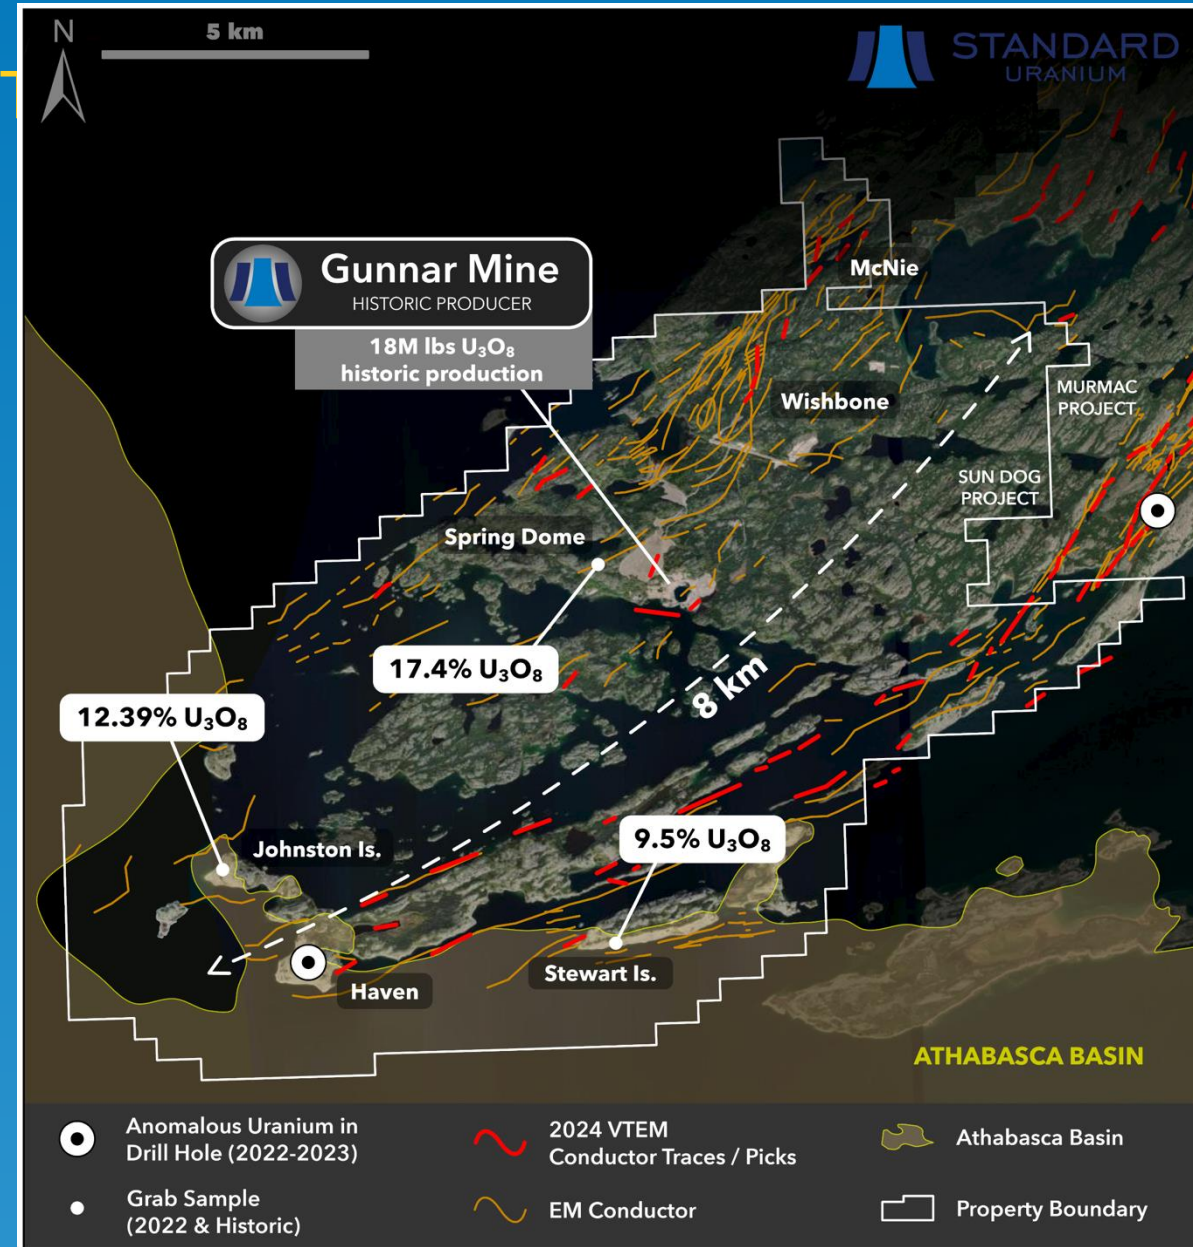 N
5 km
STANDARD
URANIUM
Gunnar Mine
HISTORIC PRODUCER
18M lbs U₃O₈
historic production
McNie
Wishbone
MURMAC
PROJECT
SUN DOG
PROJECT
Spring Dome
17.4% U₃O₈
8 km
12.39% U₃O₈
Johnston Is.
9.5% U₃O₈
Haven
Stewart Is.
ATHABASCA BASIN
Anomalous Uranium in
Drill Hole (2022-2023)
2024 VTEM
Conductor Traces / Picks
Athabasca Basin
Grab Sample
(2022 & Historic)
EM Conductor
Property Boundary